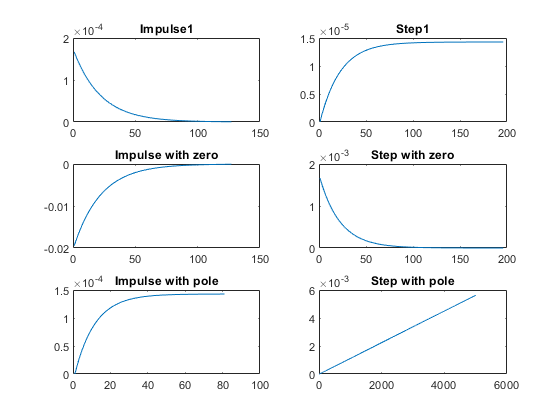 Impulse1
×10⁻⁴
2
1
0
0 50 100 150
Step1
×10⁻⁵
1.5
1
0.5
0
0 50 100 150 200
Impulse with zero
0
-0.01
-0.02
0 50 100 150
Step with zero
×10⁻³
2
1
0
0 50 100 150 200
Impulse with pole
×10⁻⁴
1.5
1
0.5
0
0 20 40 60 80 100
Step with pole
×10⁻³
6
4
2
0
0 2000 4000 6000